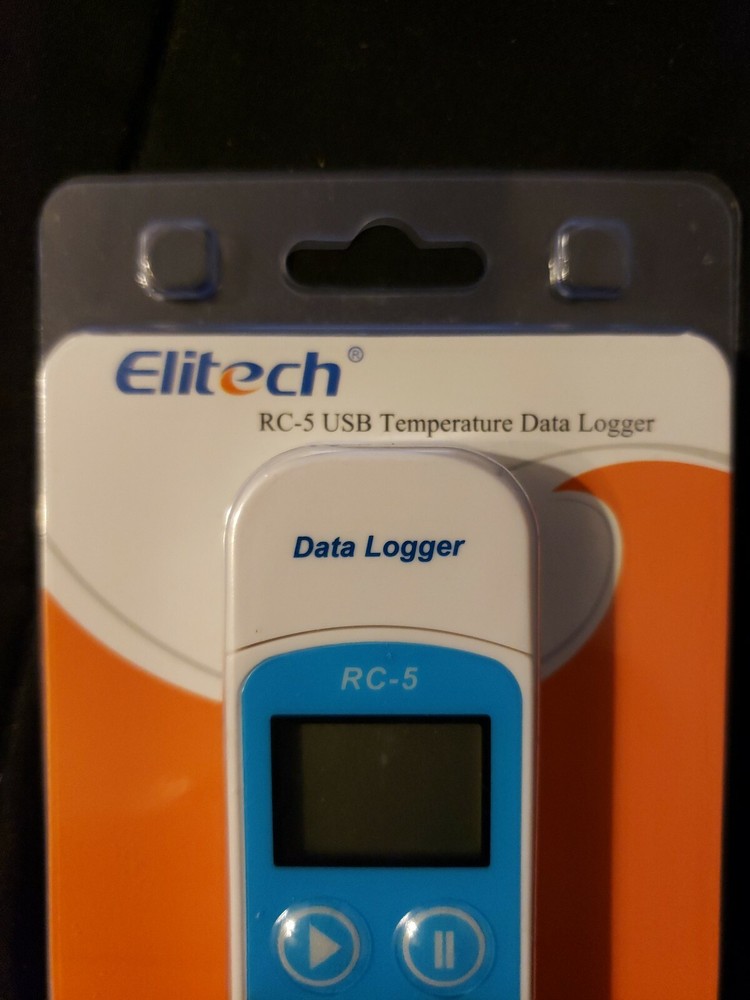 Elitech®
RC-5 USB Temperature Data Logger
Data Logger
RC-5